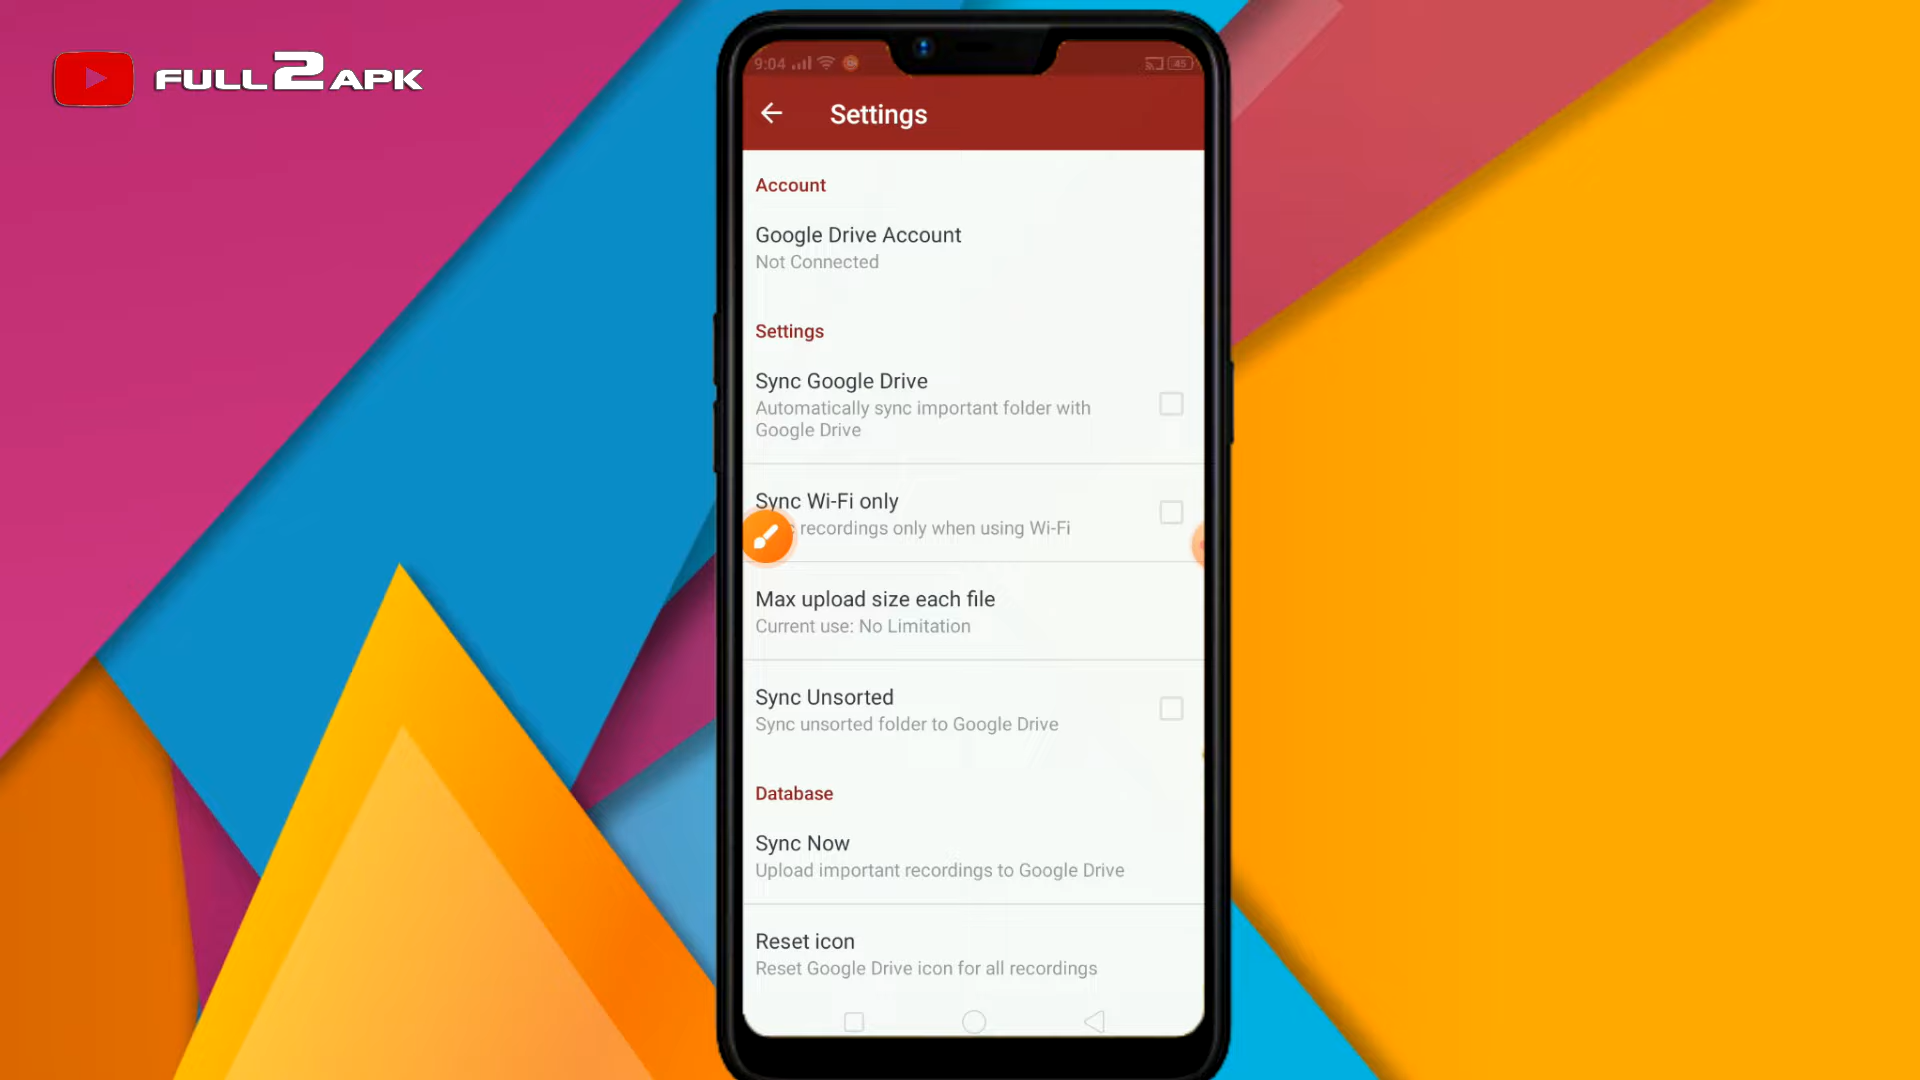 FULL2APK
9:04
45
Settings
Account
Google Drive Account
Not Connected
Settings
Sync Google Drive
Automatically sync important folder with
Google Drive
Sync Wi-Fi only
recordings only when using Wi-Fi
Max upload size each file
Current use: No Limitation
Sync Unsorted
Sync unsorted folder to Google Drive
Database
Sync Now
Upload important recordings to Google Drive
Reset icon
Reset Google Drive icon for all recordings